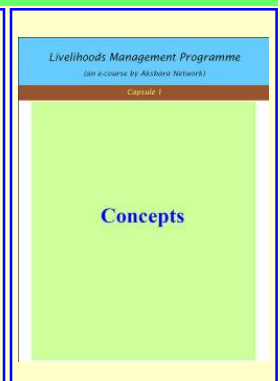 Livelihoods Management Programme
(an e-course by Akshara Network)
Capsule 1
Concepts